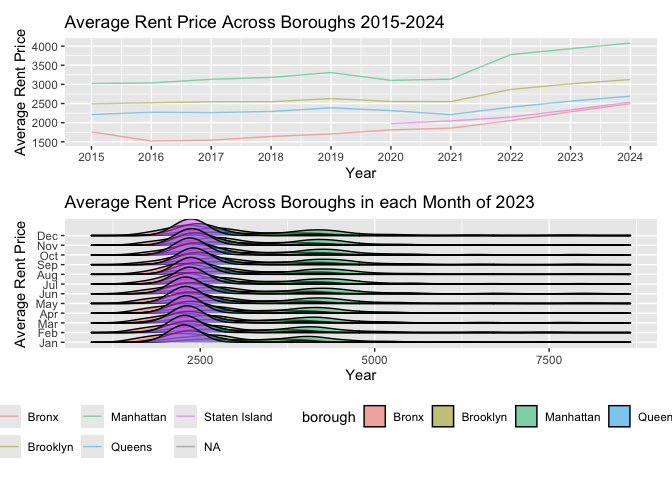 Average Rent Price Across Boroughs 2015-2024
Average Rent Price
4000
3500
3000
2500
2000
1500
2015 2016 2017 2018 2019 2020 2021 2022 2023 2024
Year
Average Rent Price Across Boroughs in each Month of 2023
Average Rent Price
Dec
Nov
Oct
Sep
Aug
Jul
Jun
May
Apr
Mar
Feb
Jan
2500 5000 7500
Year
Bronx Manhattan Staten Island borough Bronx Brooklyn Manhattan Queen
Brooklyn Queens NA